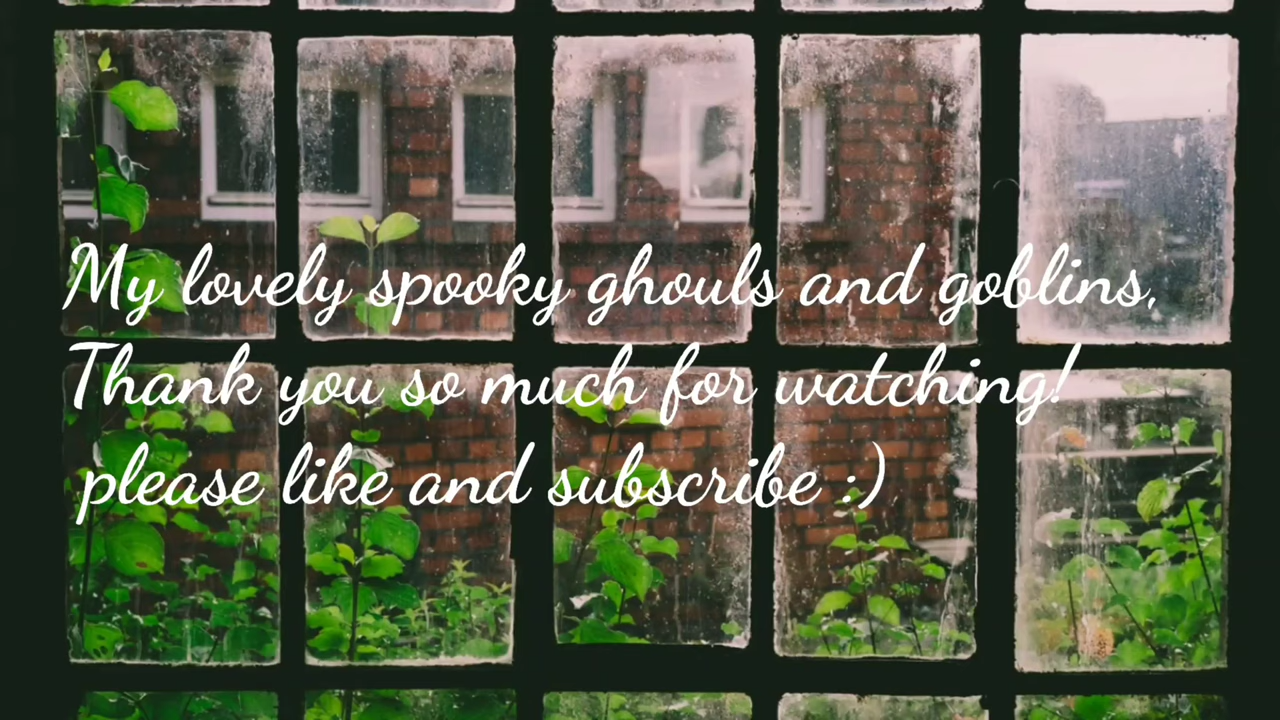 My lovely spooky ghouls and goblins,
Thank you so much for watching!
please like and subscribe :)